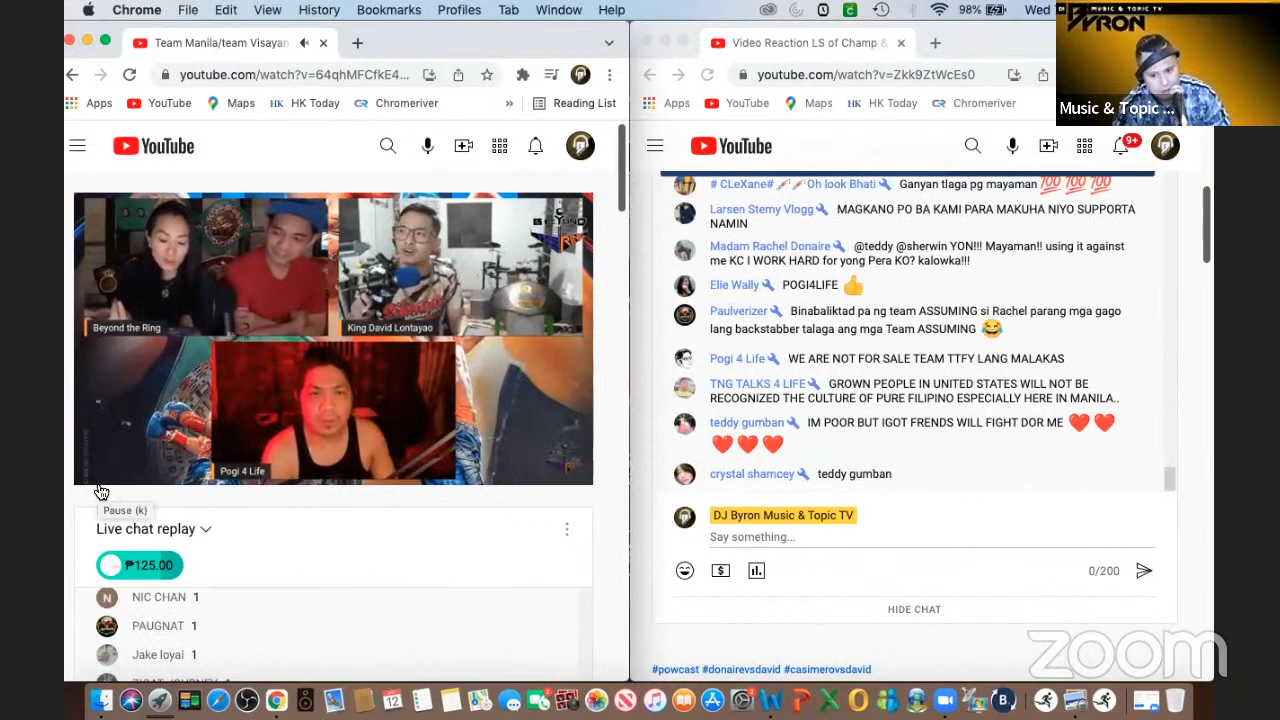 Chrome File Edit View History Bookmarks Profiles Tab Window Help
98%
Wed
MUSIC & TOPIC TV
BYRON
Music & Topic ...
Team Manila/team Visayan
Video Reaction LS of Champ &
youtube.com/watch?v=64qhMFCfkE4...
youtube.com/watch?v=Zkk9ZtWcEs0
Apps YouTube Maps HK Today Chromeriver » Reading List
Apps YouTube Maps HK Today Chromeriver
YouTube
YouTube
9+
BEYOND
THE
RING
Beyond the Ring
King David Lontayao
Pogi 4 Life
Pause (k)
Live chat replay
₱125.00
N NIC CHAN 1
PAUGNAT 1
Jake loyal 1
# CLeXane# Oh look Bhati Ganyan tlaga pg mayaman 💯 💯 💯
Larsen Stemy Vlogg MAGKANO PO BA KAMI PARA MAKUHA NIYO SUPPORTA
NAMIN
Madam Rachel Donaire @teddy @sherwin YON!!! Mayaman!! using it against
me KC I WORK HARD for yong Pera KO? kalowka!!!
Elie Wally POGI4LIFE 👍
Paulverizer Binabaliktad pa ng team ASSUMING si Rachel parang mga gago
lang backstabber talaga ang mga Team ASSUMING 😂
Pogi 4 Life WE ARE NOT FOR SALE TEAM TTFY LANG MALAKAS
TNG TALKS 4 LIFE GROWN PEOPLE IN UNITED STATES WILL NOT BE
RECOGNIZED THE CULTURE OF PURE FILIPINO ESPECIALLY HERE IN MANILA..
teddy gumban IM POOR BUT IGOT FRENDS WILL FIGHT DOR ME ❤️ ❤️
❤️ ❤️ ❤️
crystal shamcey teddy gumban
DJ Byron Music & Topic TV
Say something...
0/200
HIDE CHAT
zoom
#powcast #donairevsdavid #casimerovsdavid
12